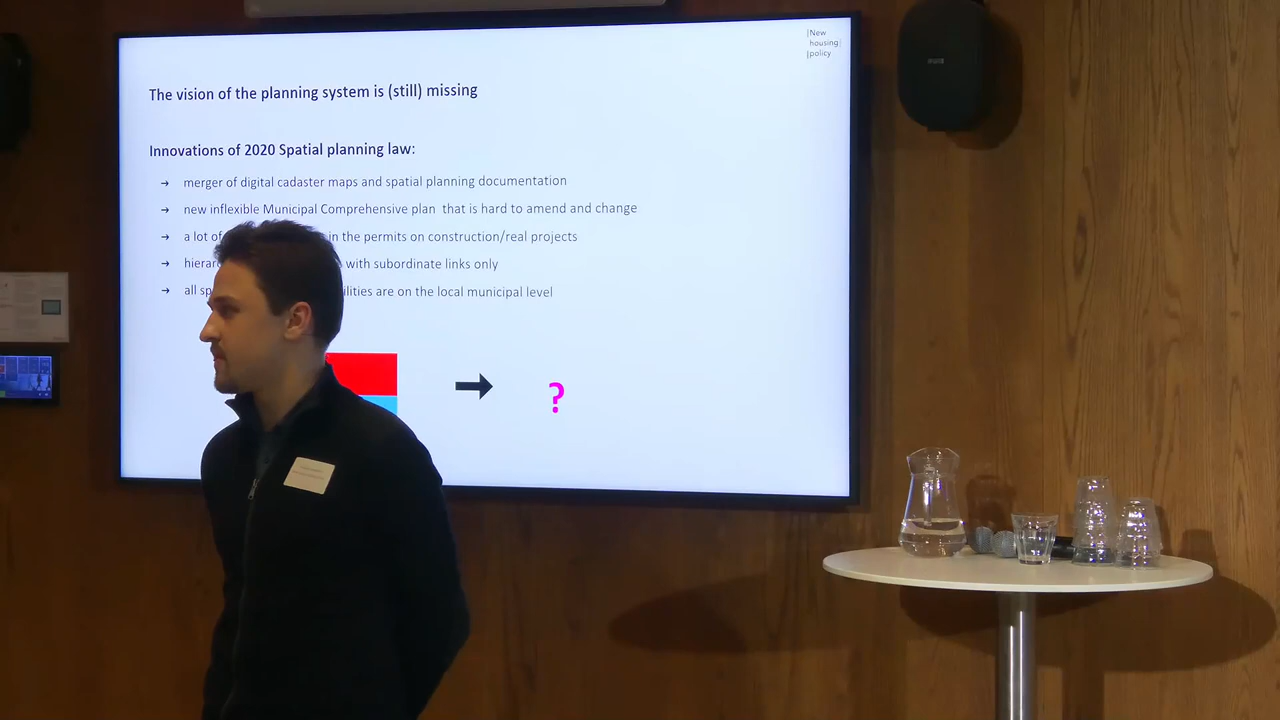 |New
housing|
|policy
The vision of the planning system is (still) missing
Innovations of 2020 Spatial planning law:
→ merger of digital cadaster maps and spatial planning documentation
→ new inflexible Municipal Comprehensive plan that is hard to amend and change
→ a lot of in the permits on construction/real projects
→ with subordinate links only
→ all are on the local municipal level
?